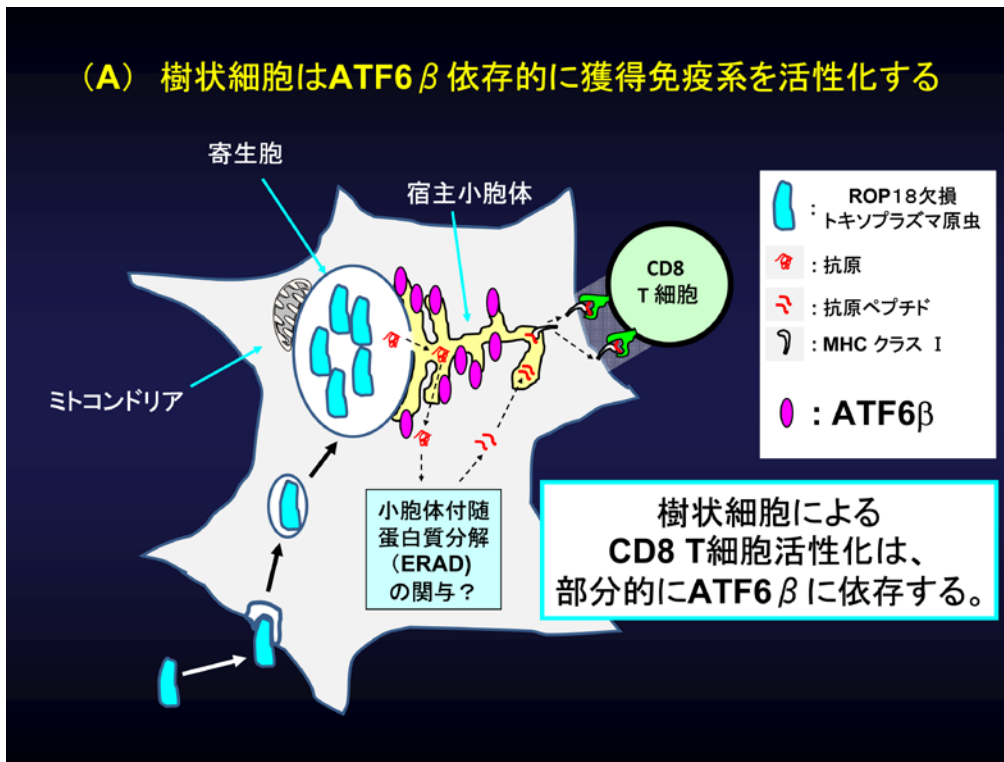 (A) 樹状細胞はATF6β依存的に獲得免疫系を活性化する
寄生胞
宿主小胞体
ミトコンドリア
CD8
T 細胞
小胞体付随
蛋白質分解
(ERAD)
の関与？
: ROP18欠損
トキソプラズマ原虫
: 抗原
: 抗原ペプチド
: MHC クラス Ⅰ
: ATF6β
樹状細胞による
CD8 T細胞活性化は、
部分的にATF6βに依存する。